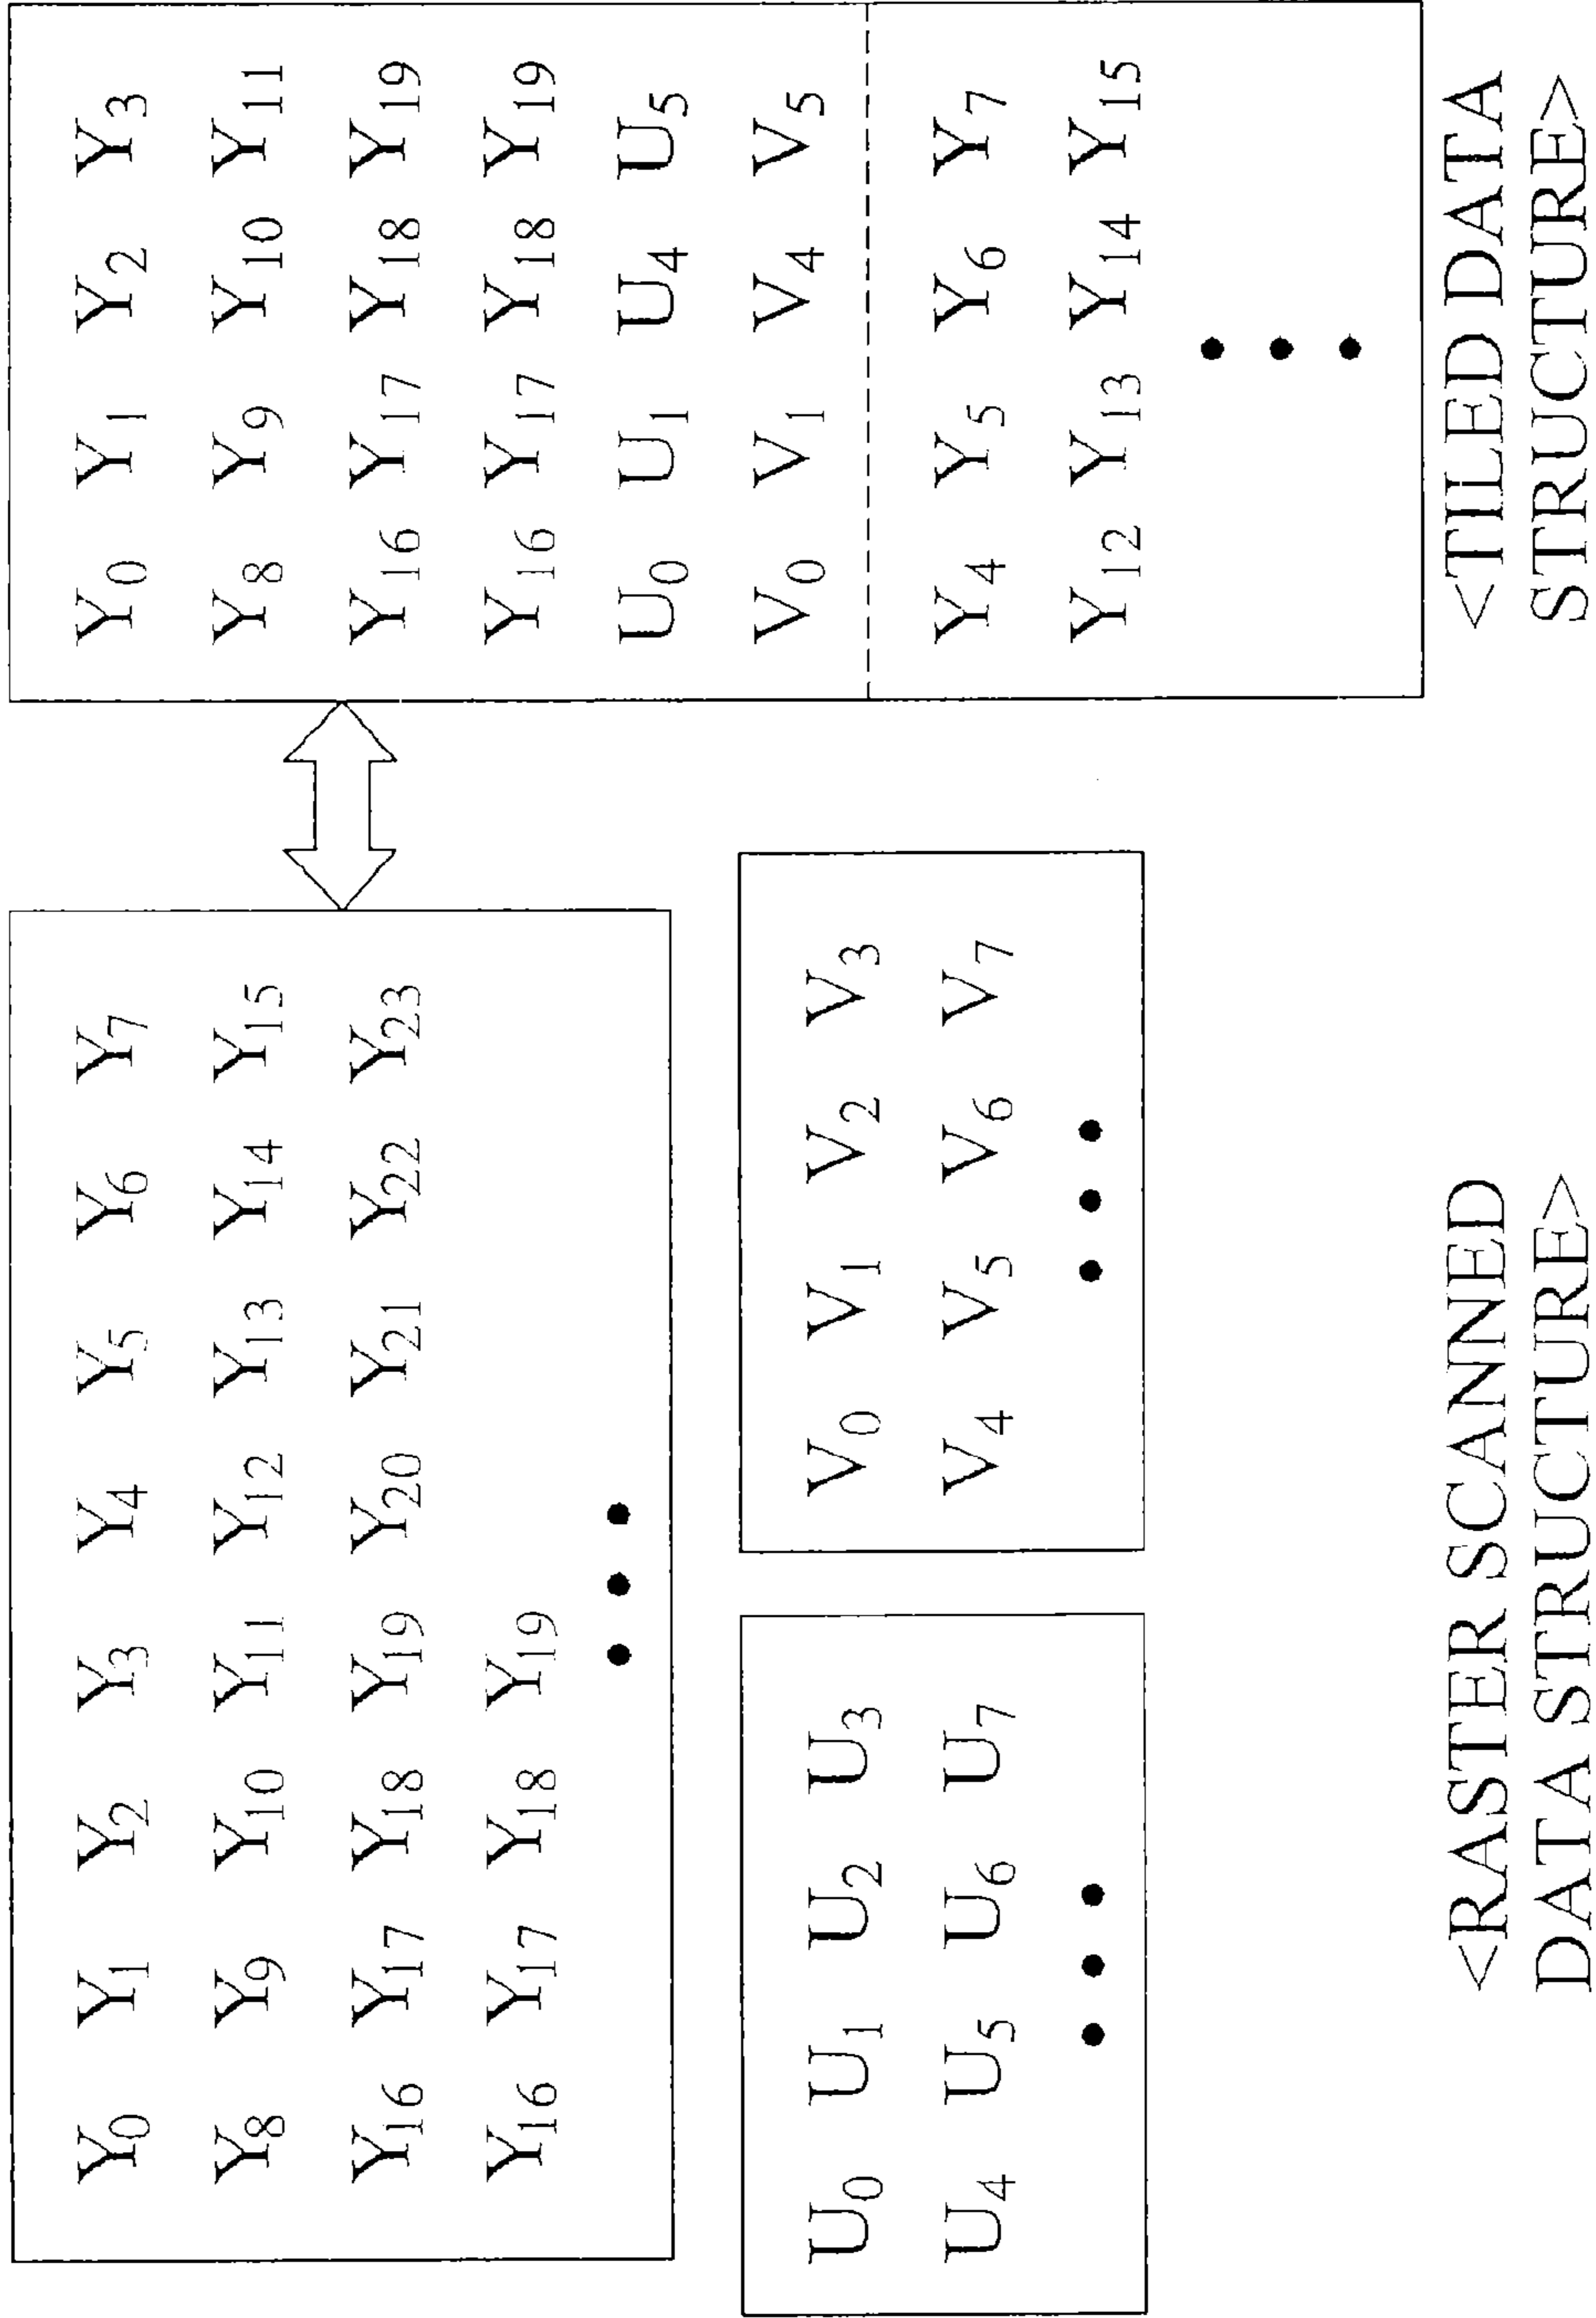 Y0 Y1 Y2 Y3 Y4 Y5 Y6 Y7
Y8 Y9 Y10 Y11 Y12 Y13 Y14 Y15
Y16 Y17 Y18 Y19 Y20 Y21 Y22 Y23
Y16 Y17 Y18 Y19
U0 U1 U2 U3
U4 U5 U6 U7
V0 V1 V2 V3
V4 V5 V6 V7
<RASTER SCANNED
DATA STRUCTURE>
Y0 Y1 Y2 Y3
Y8 Y9 Y10 Y11
Y16 Y17 Y18 Y19
Y16 Y17 Y18 Y19
U0 U1 U4 U5
V0 V1 V4 V5
Y4 Y5 Y6 Y7
Y12 Y13 Y14 Y15
<TILED DATA
STRUCTURE>